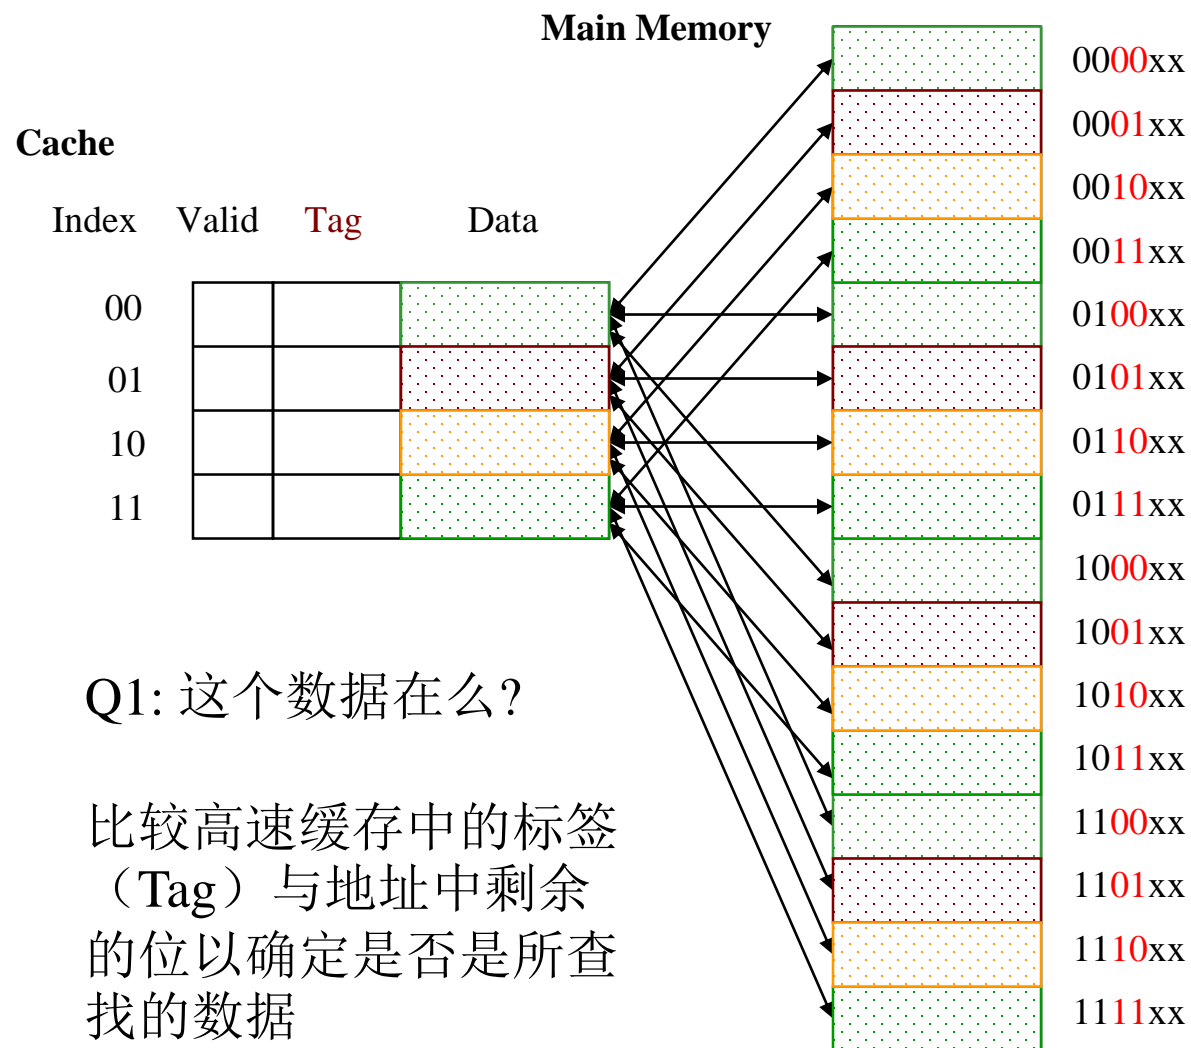 Main Memory
Cache
Index Valid Tag Data
00
01
10
11
0000xx
0001xx
0010xx
0011xx
0100xx
0101xx
0110xx
0111xx
1000xx
1001xx
1010xx
1011xx
1100xx
1101xx
1110xx
1111xx
Q1: 这个数据在么?
比较高速缓存中的标签
（Tag）与地址中剩余
的位以确定是否是所查
找的数据